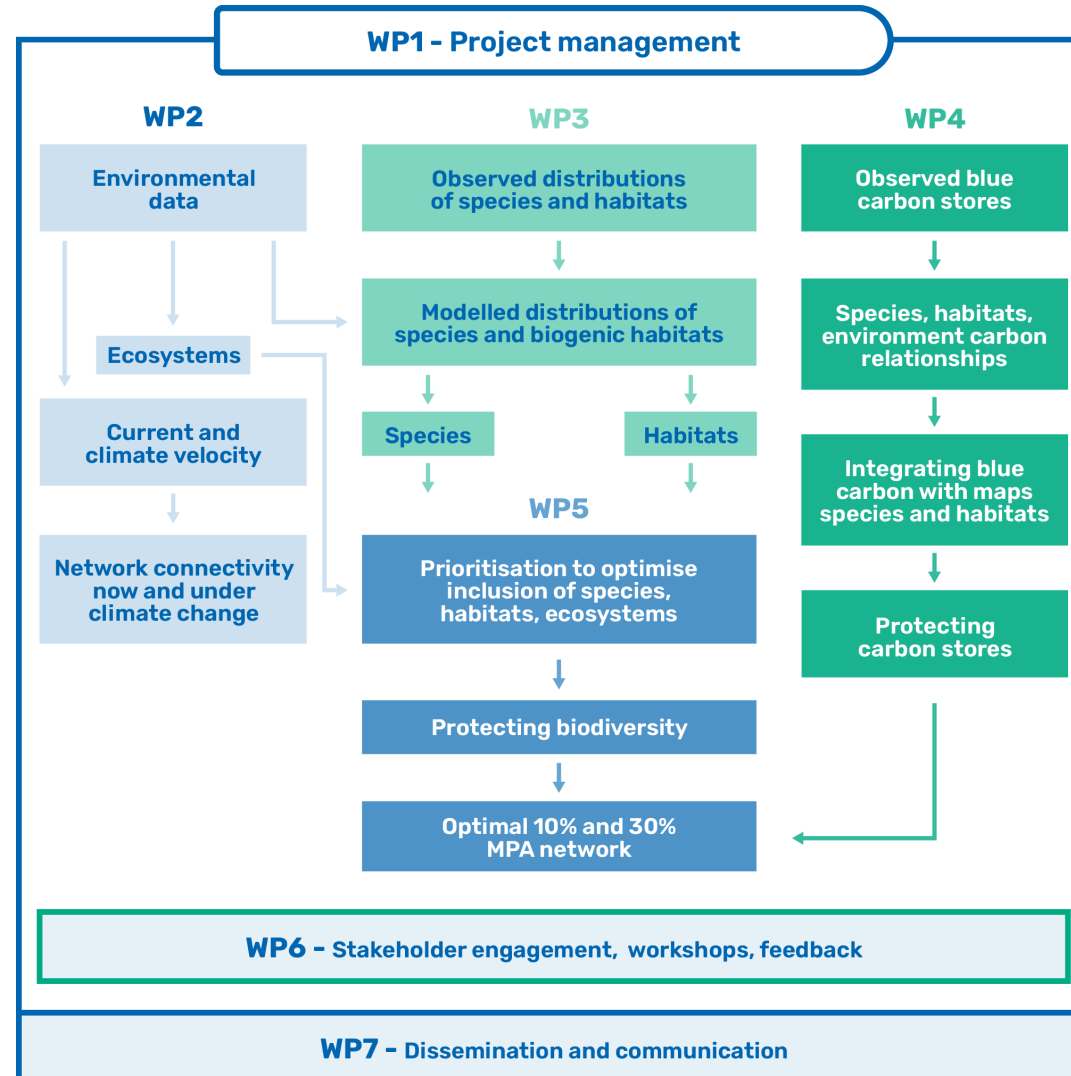 WP1 - Project management
WP2
Environmental
data
Ecosystems
Current and
climate velocity
Network connectivity
now and under
climate change
WP3
Observed distributions
of species and habitats
Modelled distributions of
species and biogenic habitats
Species
Habitats
WP5
Prioritisation to optimise
inclusion of species,
habitats, ecosystems
Protecting biodiversity
Optimal 10% and 30%
MPA network
WP4
Observed blue
carbon stores
Species, habitats,
environment carbon
relationships
Integrating blue
carbon with maps
species and habitats
Protecting
carbon stores
WP6 - Stakeholder engagement, workshops, feedback
WP7 - Dissemination and communication